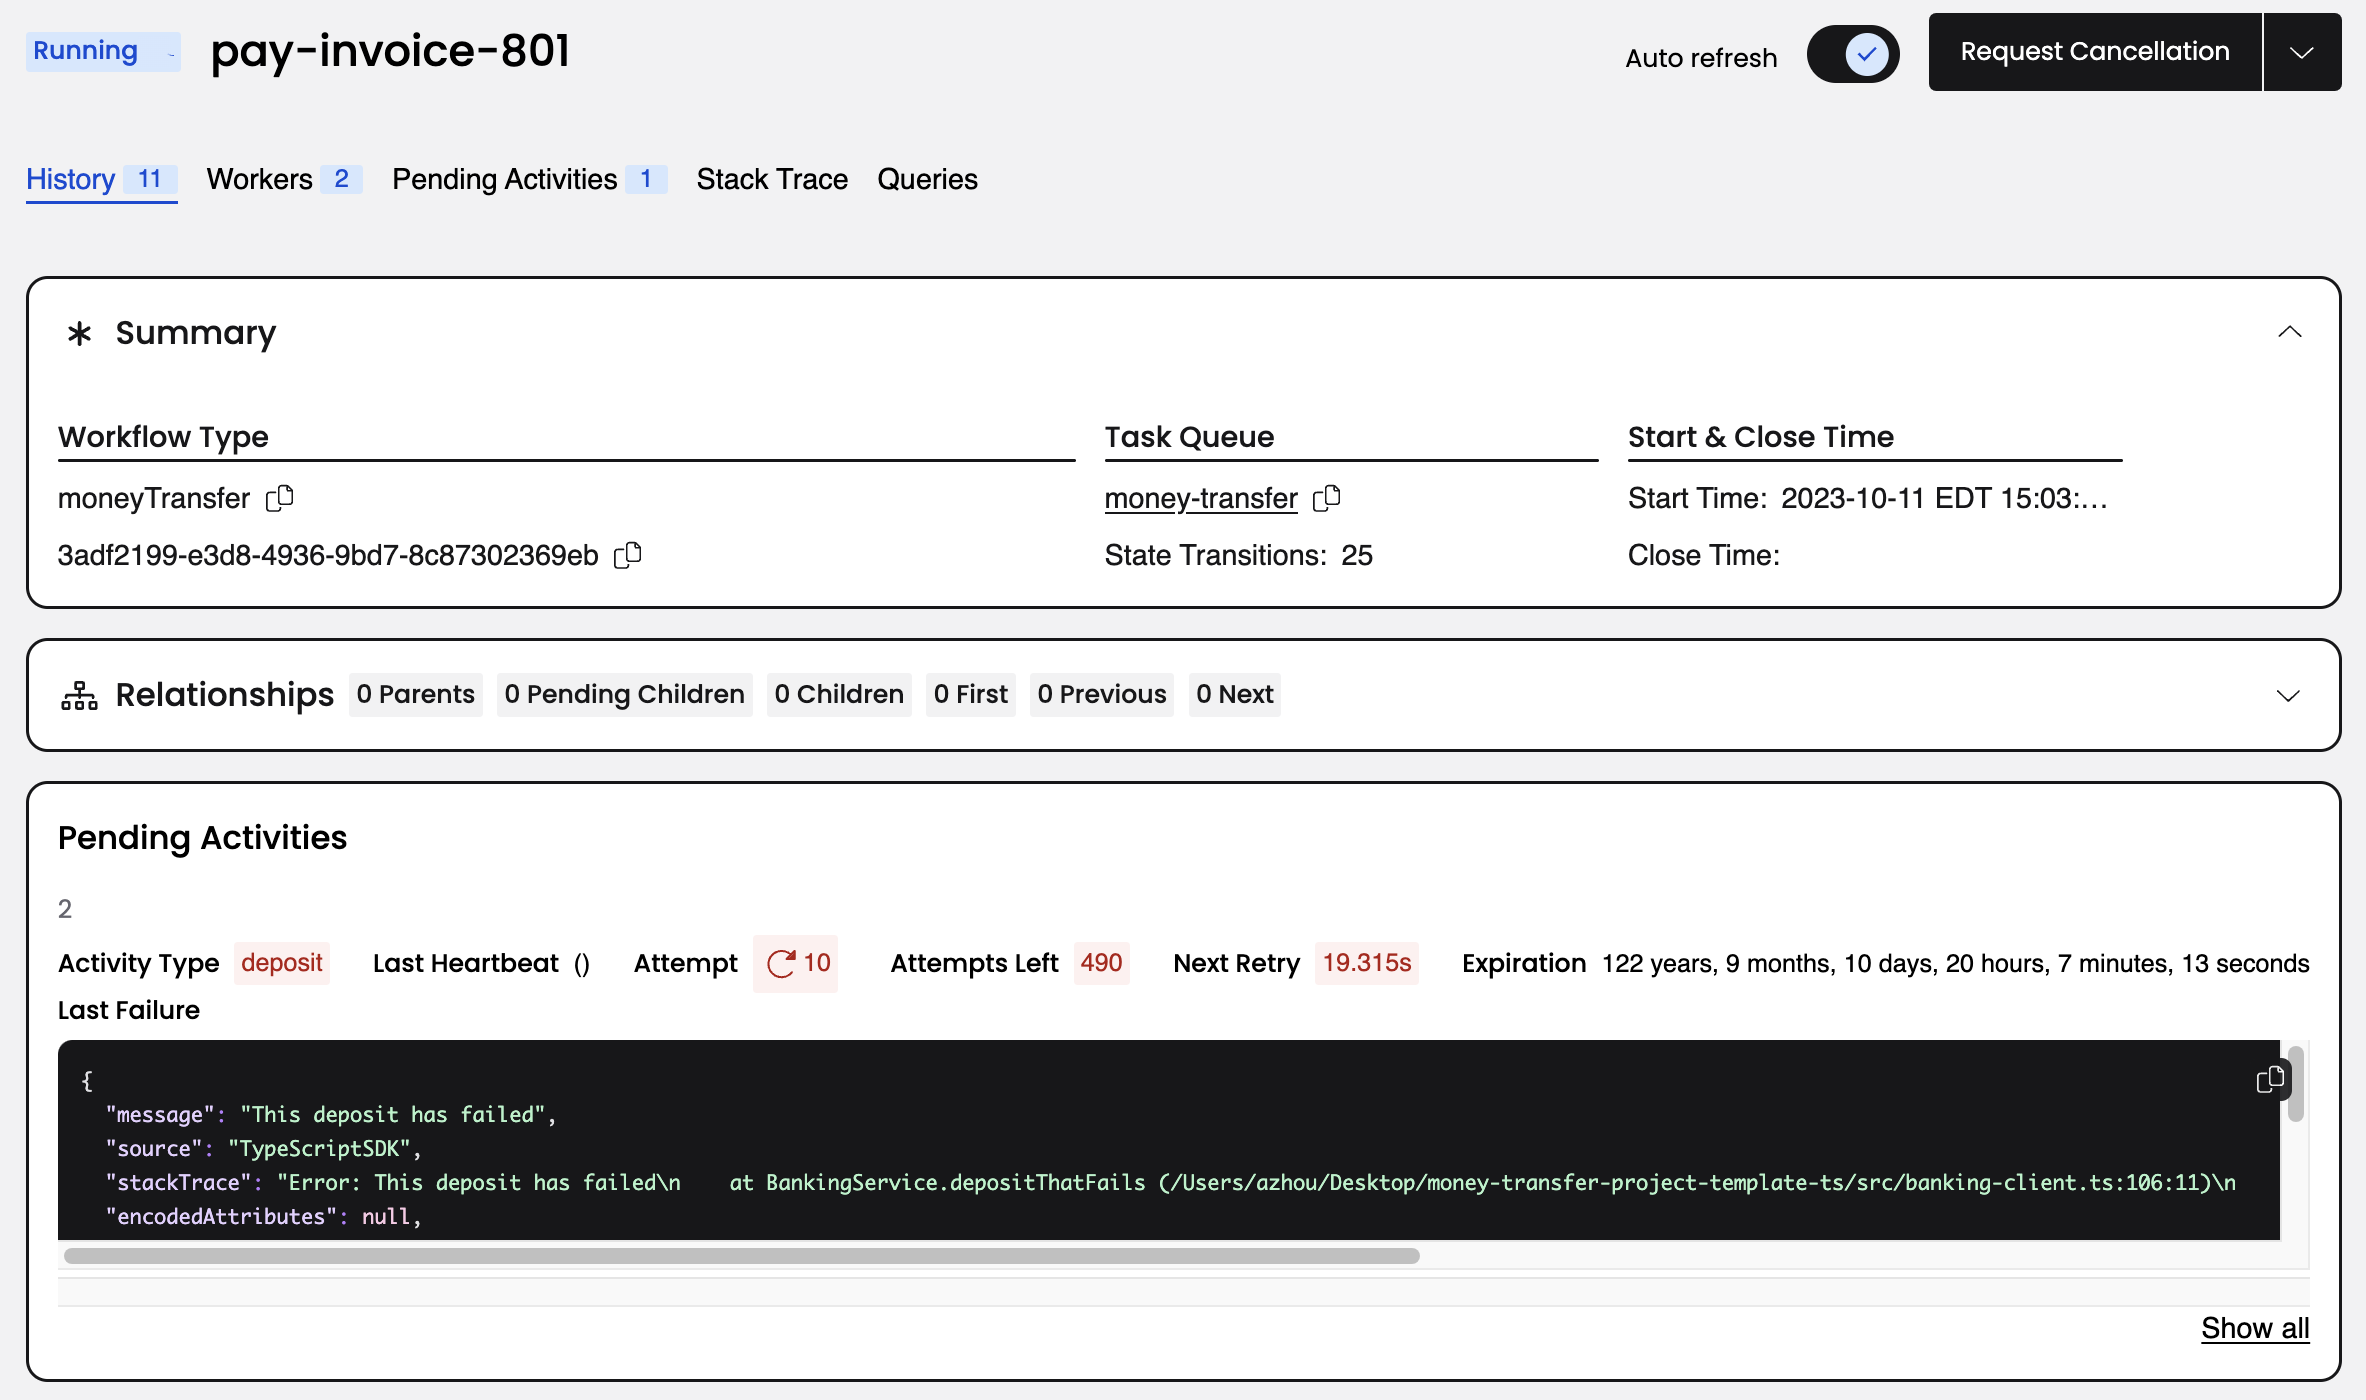 Running pay-invoice-801 Auto refresh Request Cancellation
History 11 Workers 2 Pending Activities 1 Stack Trace Queries
Summary
Workflow Type Task Queue Start & Close Time
moneyTransfer money-transfer Start Time: 2023-10-11 EDT 15:03:...
3adf2199-e3d8-4936-9bd7-8c87302369eb State Transitions: 25 Close Time:
Relationships 0 Parents 0 Pending Children 0 Children 0 First 0 Previous 0 Next
Pending Activities
2
Activity Type deposit Last Heartbeat () Attempt 10 Attempts Left 490 Next Retry 19.315s Expiration 122 years, 9 months, 10 days, 20 hours, 7 minutes, 13 seconds
Last Failure
{
"message": "This deposit has failed",
"source": "TypeScriptSDK",
"stackTrace": "Error: This deposit has failed\n    at BankingService.depositThatFails (/Users/azhou/Desktop/money-transfer-project-template-ts/src/banking-client.ts:106:11)\n
"encodedAttributes": null,
Show all